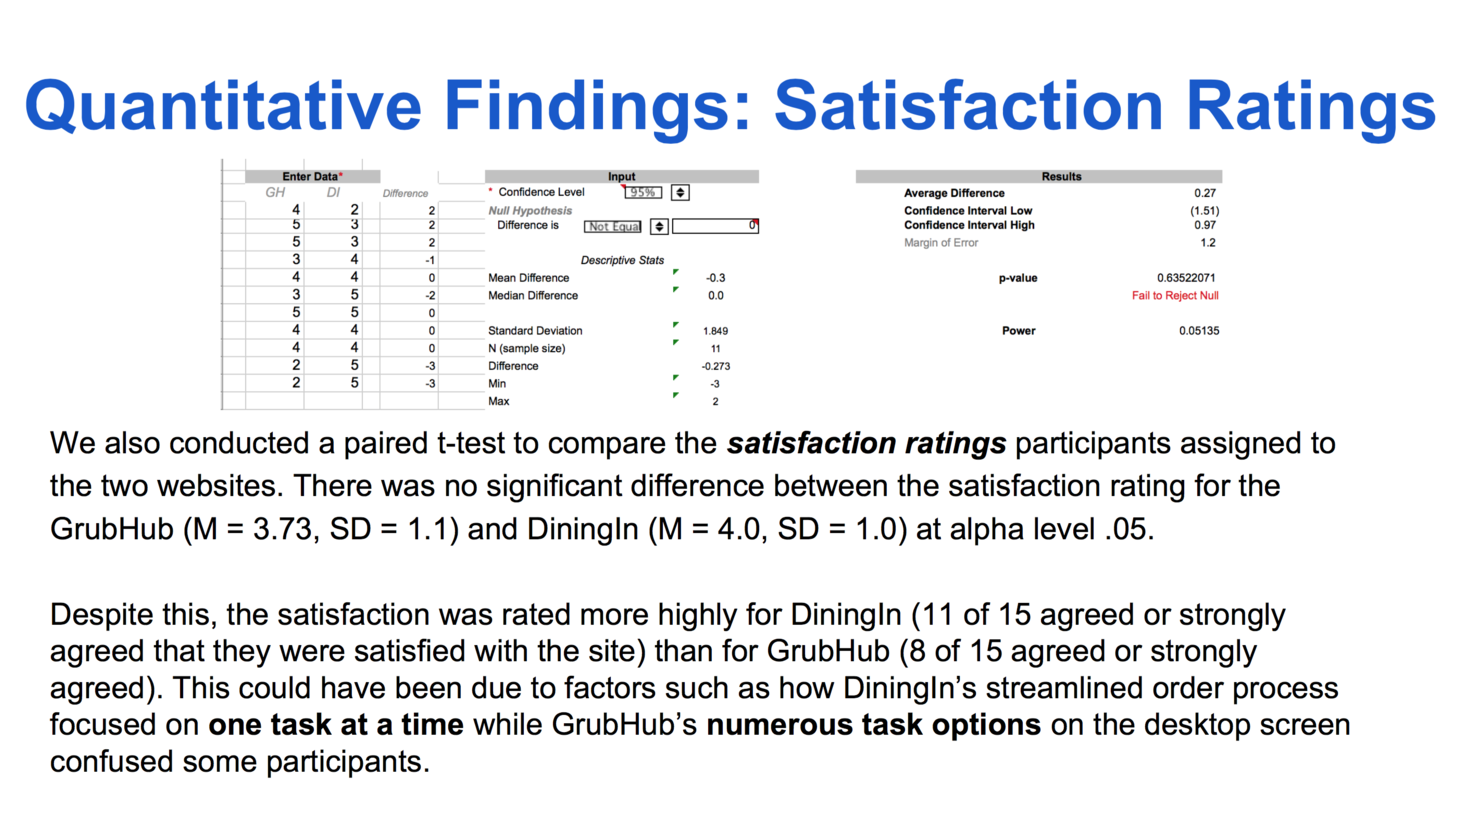 Quantitative Findings: Satisfaction Ratings
Enter Data* Input Results
GH DI Difference * Confidence Level 95% Average Difference 0.27
4 2 2 Null Hypothesis Confidence Interval Low (1.51)
5 3 2 Difference is Not Equal 0 Confidence Interval High 0.97
5 3 2 Margin of Error 1.2
3 4 -1 Descriptive Stats
4 4 0 Mean Difference -0.3 p-value 0.63522071
3 5 -2 Median Difference 0.0 Fail to Reject Null
5 5 0
4 4 0 Standard Deviation 1.849 Power 0.05135
4 4 0 N (sample size) 11
2 5 -3 Difference -0.273
2 5 -3 Min -3
Max 2
We also conducted a paired t-test to compare the satisfaction ratings participants assigned to
the two websites. There was no significant difference between the satisfaction rating for the
GrubHub (M = 3.73, SD = 1.1) and DiningIn (M = 4.0, SD = 1.0) at alpha level .05.
Despite this, the satisfaction was rated more highly for DiningIn (11 of 15 agreed or strongly
agreed that they were satisfied with the site) than for GrubHub (8 of 15 agreed or strongly
agreed). This could have been due to factors such as how DiningIn's streamlined order process
focused on one task at a time while GrubHub's numerous task options on the desktop screen
confused some participants.